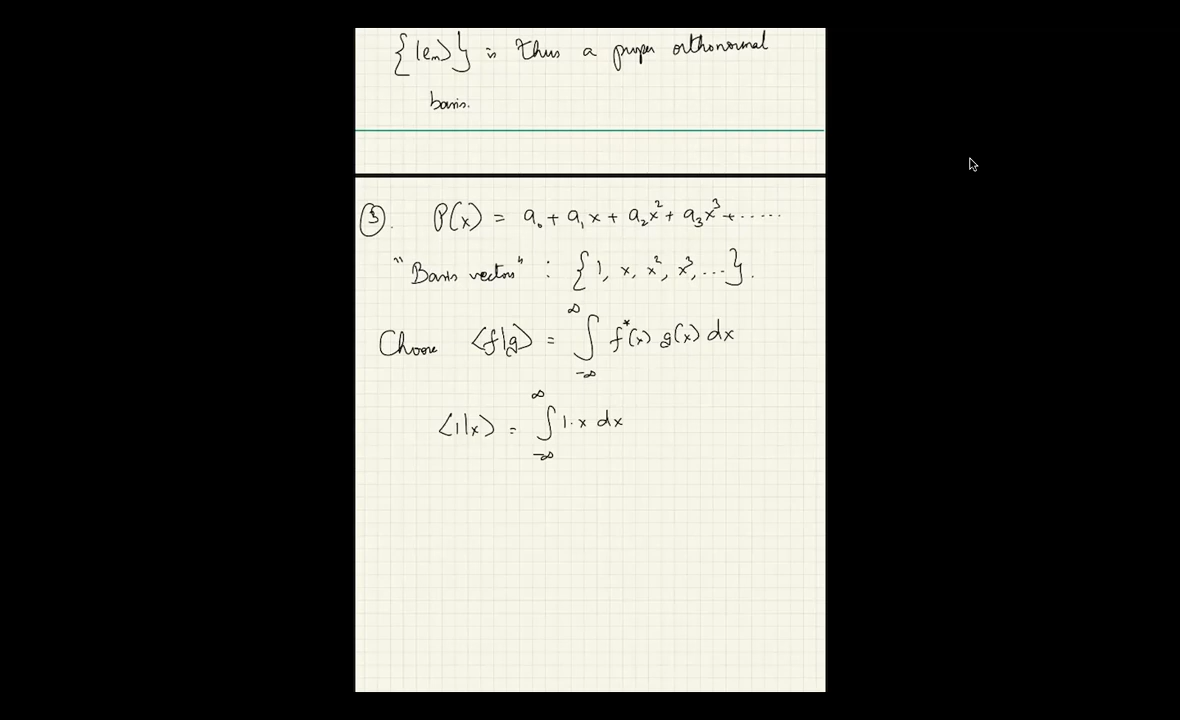 {|eₘ⟩} is thus a proper orthonormal
basis.
③. P(x) = a₀ + a₁x + a₂x² + a₃x³ + .....
"Basis vectors" : {1, x, x², x³, ...}.
Choose ⟨f|g⟩ = ∫_{-∞}^{∞} f*(x) g(x) dx
⟨1|x⟩ = ∫_{-∞}^{∞} 1·x dx